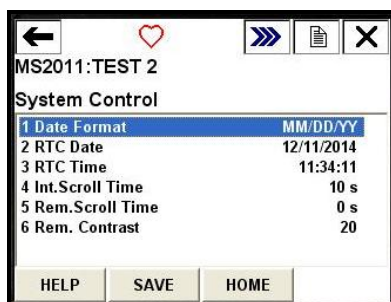 MS2011:TEST 2
System Control
1 Date Format MM/DD/YY
2 RTC Date 12/11/2014
3 RTC Time 11:34:11
4 Int.Scroll Time 10 s
5 Rem.Scroll Time 0 s
6 Rem. Contrast 20
HELP SAVE HOME